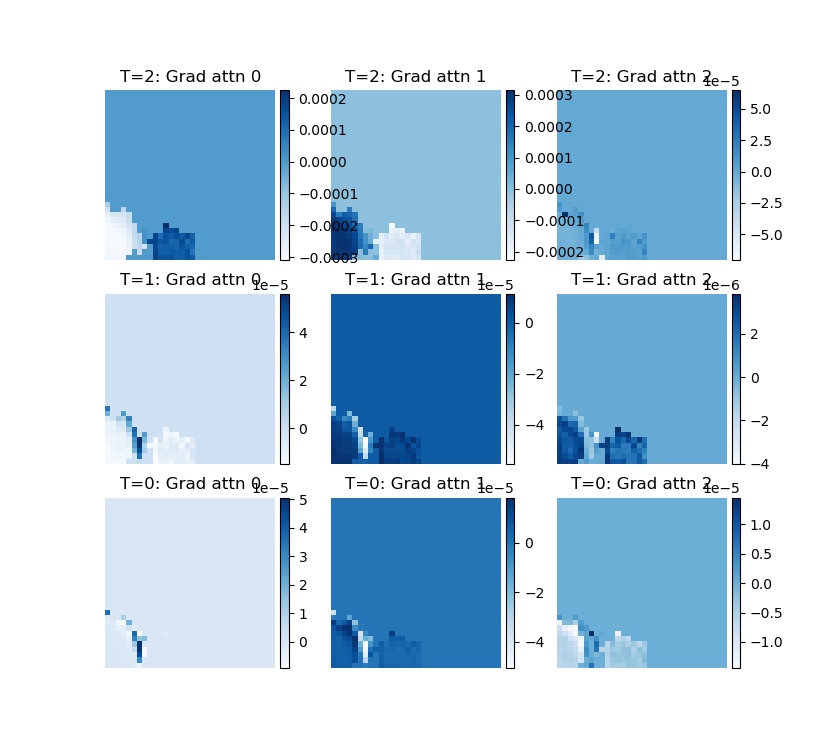 T=2: Grad attn 0
0.0002
0.0001
0.0000
−0.0001
−0.0002
−0.0003
T=2: Grad attn 1
0.0003
0.0002
0.0001
0.0000
−0.0001
−0.0002
T=2: Grad attn 2
1e−5
5.0
2.5
0.0
−2.5
−5.0
T=1: Grad attn 0
1e−5
4
2
0
T=1: Grad attn 1
1e−5
0
−2
−4
T=1: Grad attn 2
1e−6
2
0
−2
−4
T=0: Grad attn 0
1e−5
5
4
3
2
1
0
T=0: Grad attn 1
1e−5
0
−2
−4
T=0: Grad attn 2
1e−5
1.0
0.5
0.0
−0.5
−1.0